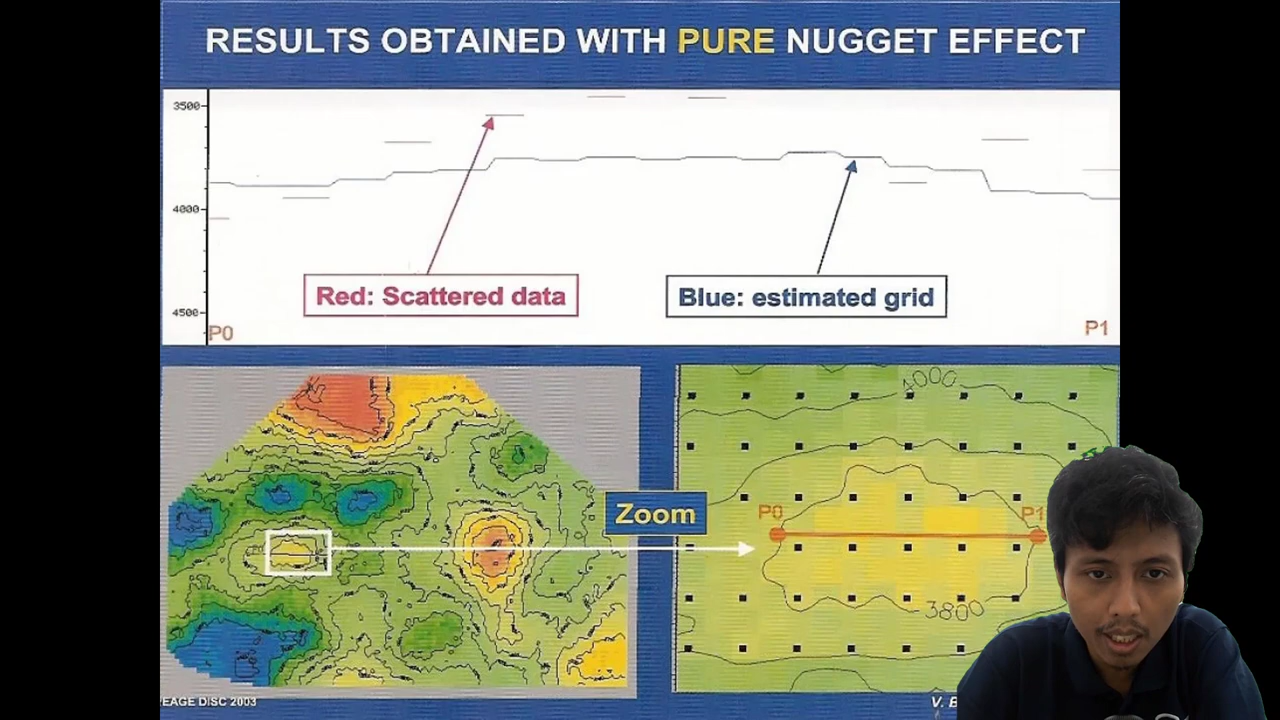 RESULTS OBTAINED WITH PURE NUGGET EFFECT
3500
4000
4500
P0
P1
Red: Scattered data
Blue: estimated grid
4000
Zoom
P0
P1
3800
EAGE DISC 2003
V. B